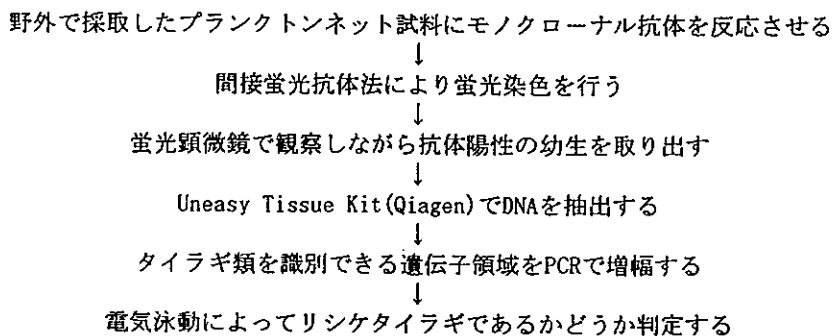 野外で採取したプランクトンネット試料にモノクローナル抗体を反応させる
↓
間接蛍光抗体法により蛍光染色を行う
↓
蛍光顕微鏡で観察しながら抗体陽性の幼生を取り出す
↓
Uneasy Tissue Kit(Qiagen)でDNAを抽出する
↓
タイラギ類を識別できる遺伝子領域をPCRで増幅する
↓
電気泳動によってリシケタイラギであるかどうか判定する